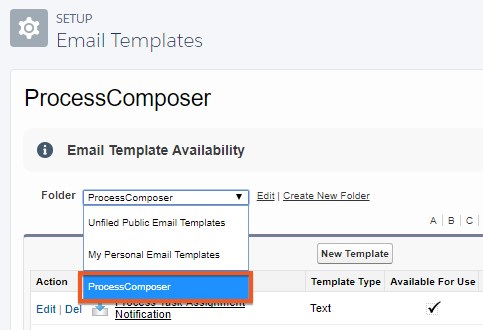 SETUP
Email Templates
ProcessComposer
Email Template Availability
Folder ProcessComposer Edit | Create New Folder
Unfiled Public Email Templates
A | B | C |
My Personal Email Templates
New Template
Action Template Type Available For Use
ProcessComposer
Edit | Del Process Task Assignment Notification Text